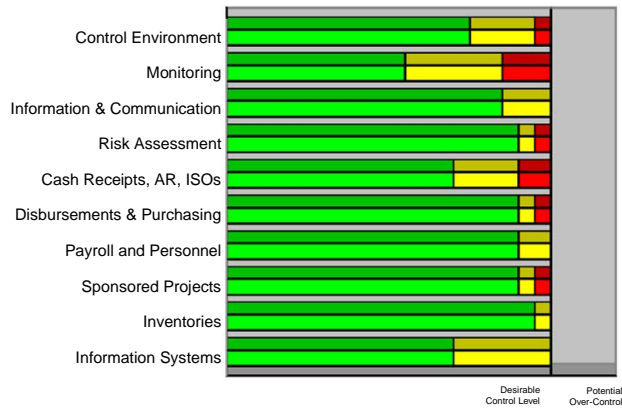 Control Environment
Monitoring
Information & Communication
Risk Assessment
Cash Receipts, AR, ISOs
Disbursements & Purchasing
Payroll and Personnel
Sponsored Projects
Inventories
Information Systems
Desirable
Control Level
Potential
Over-Control